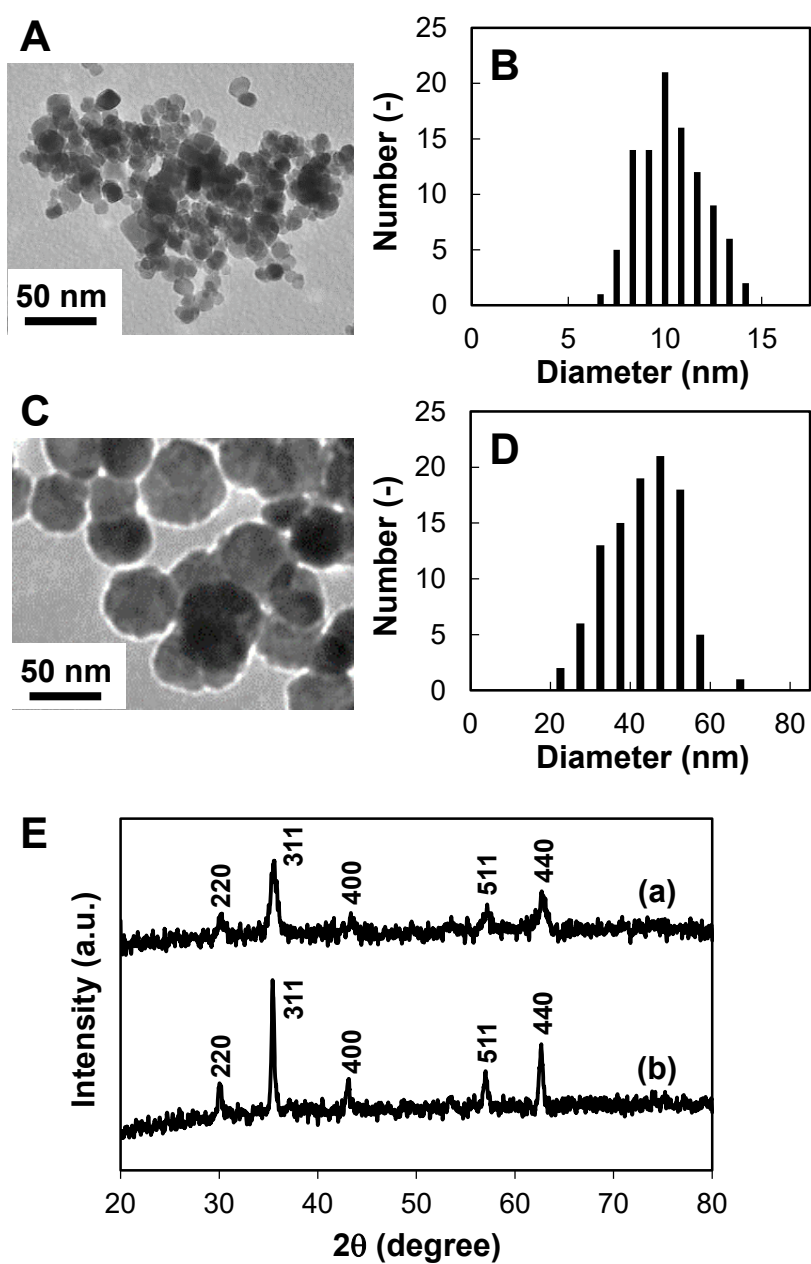 A
50 nm
B
25
20
15
10
5
0
Number (-)
0 5 10 15
Diameter (nm)
C
50 nm
D
25
20
15
10
5
0
Number (-)
0 20 40 60 80
Diameter (nm)
E
Intensity (a.u.)
220 311 400 511 440 (a)
220 311 400 511 440 (b)
20 30 40 50 60 70 80
2θ (degree)